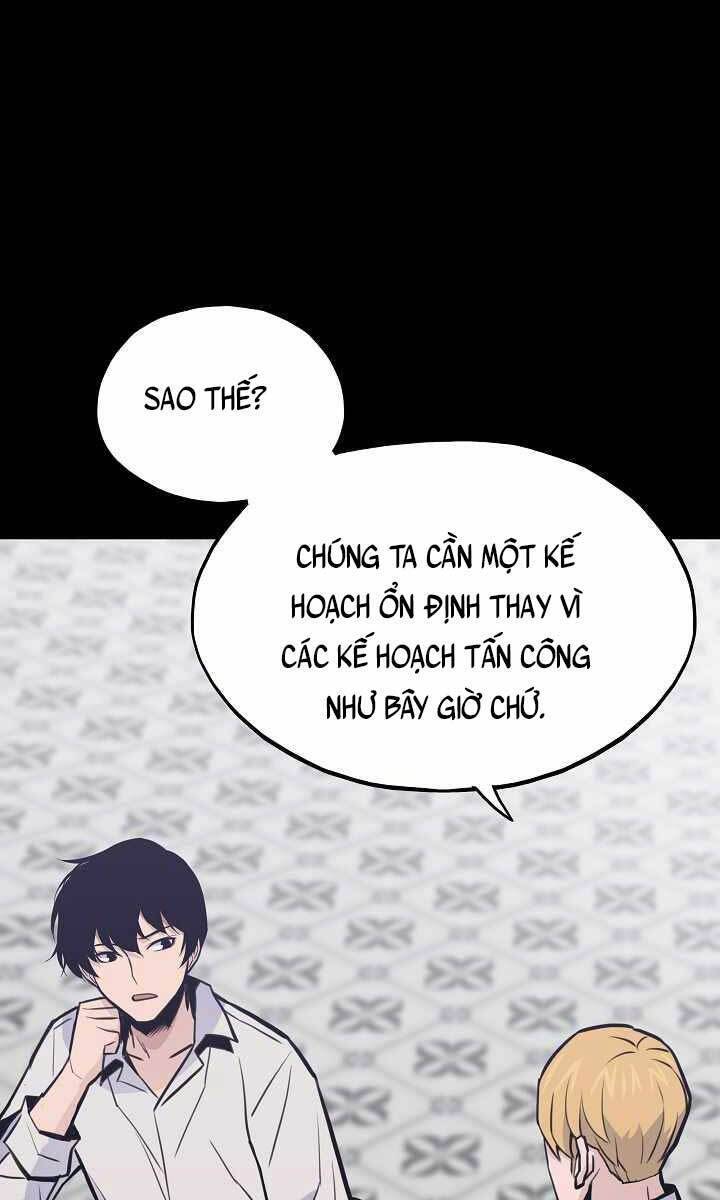 SAO THẾ?
CHÚNG TA CẦN MỘT KẾ
HOẠCH ỔN ĐỊNH THAY VÌ
CÁC KẾ HOẠCH TẤN CÔNG
NHƯ BÂY GIỜ CHỨ.